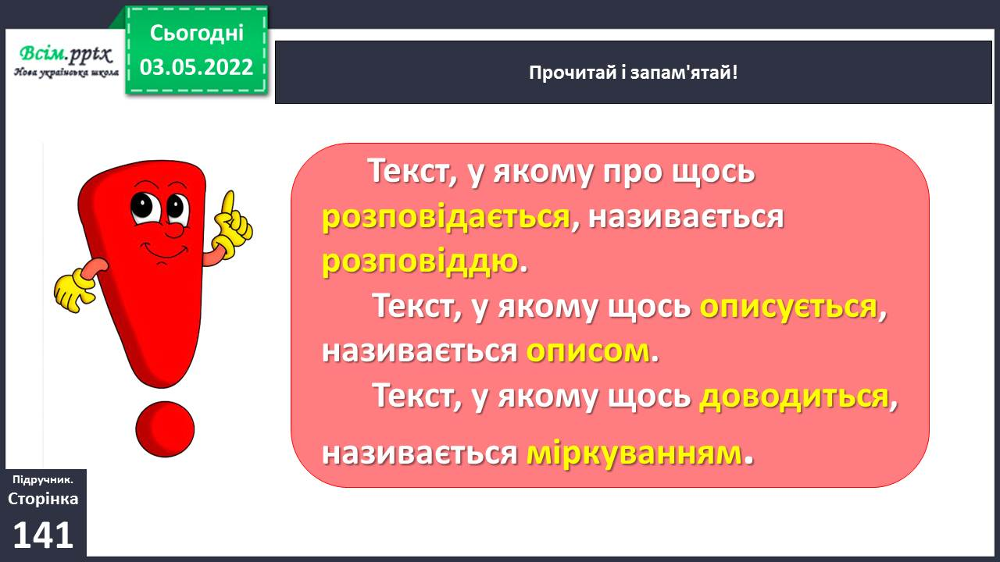 Всім.pptx
Нова українська школа
Сьогодні
03.05.2022
Прочитай і запам'ятай!
Текст, у якому про щось
розповідається, називається
розповіддю.
Текст, у якому щось описується,
називається описом.
Текст, у якому щось доводиться,
називається міркуванням.
Підручник.
Сторінка
141